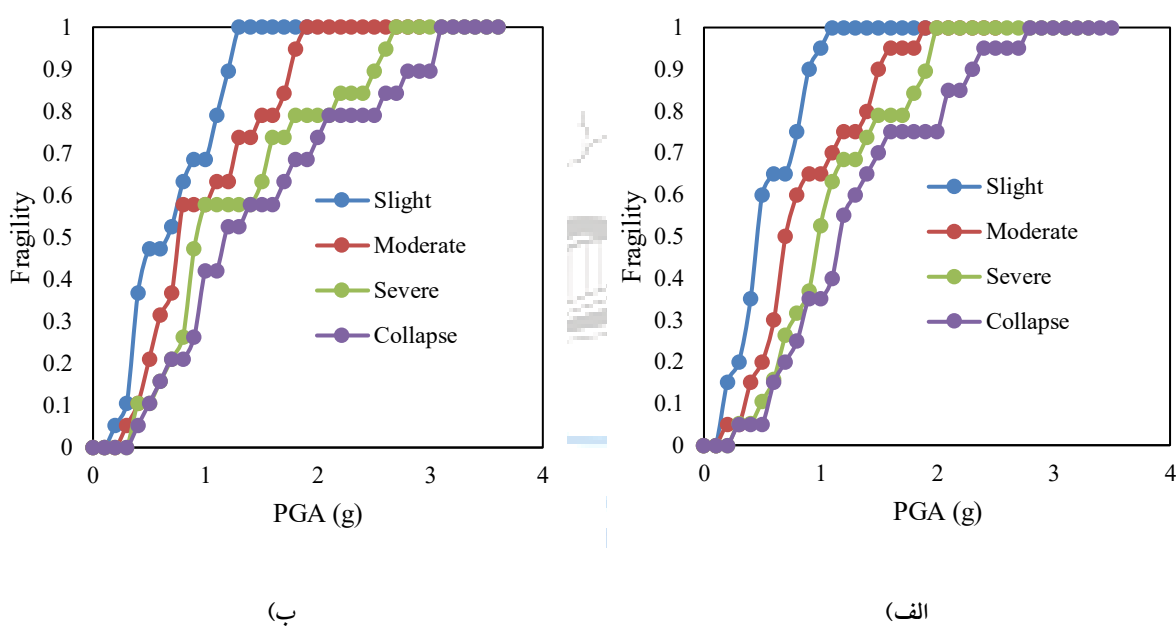 1
0.9
0.8
0.7
0.6
0.5
0.4
0.3
0.2
0.1
0
Fragility
0 1 2 3 4
PGA (g)
Slight
Moderate
Severe
Collapse
ب)
1
0.9
0.8
0.7
0.6
0.5
0.4
0.3
0.2
0.1
0
Fragility
0 1 2 3 4
PGA (g)
Slight
Moderate
Severe
Collapse
الف)